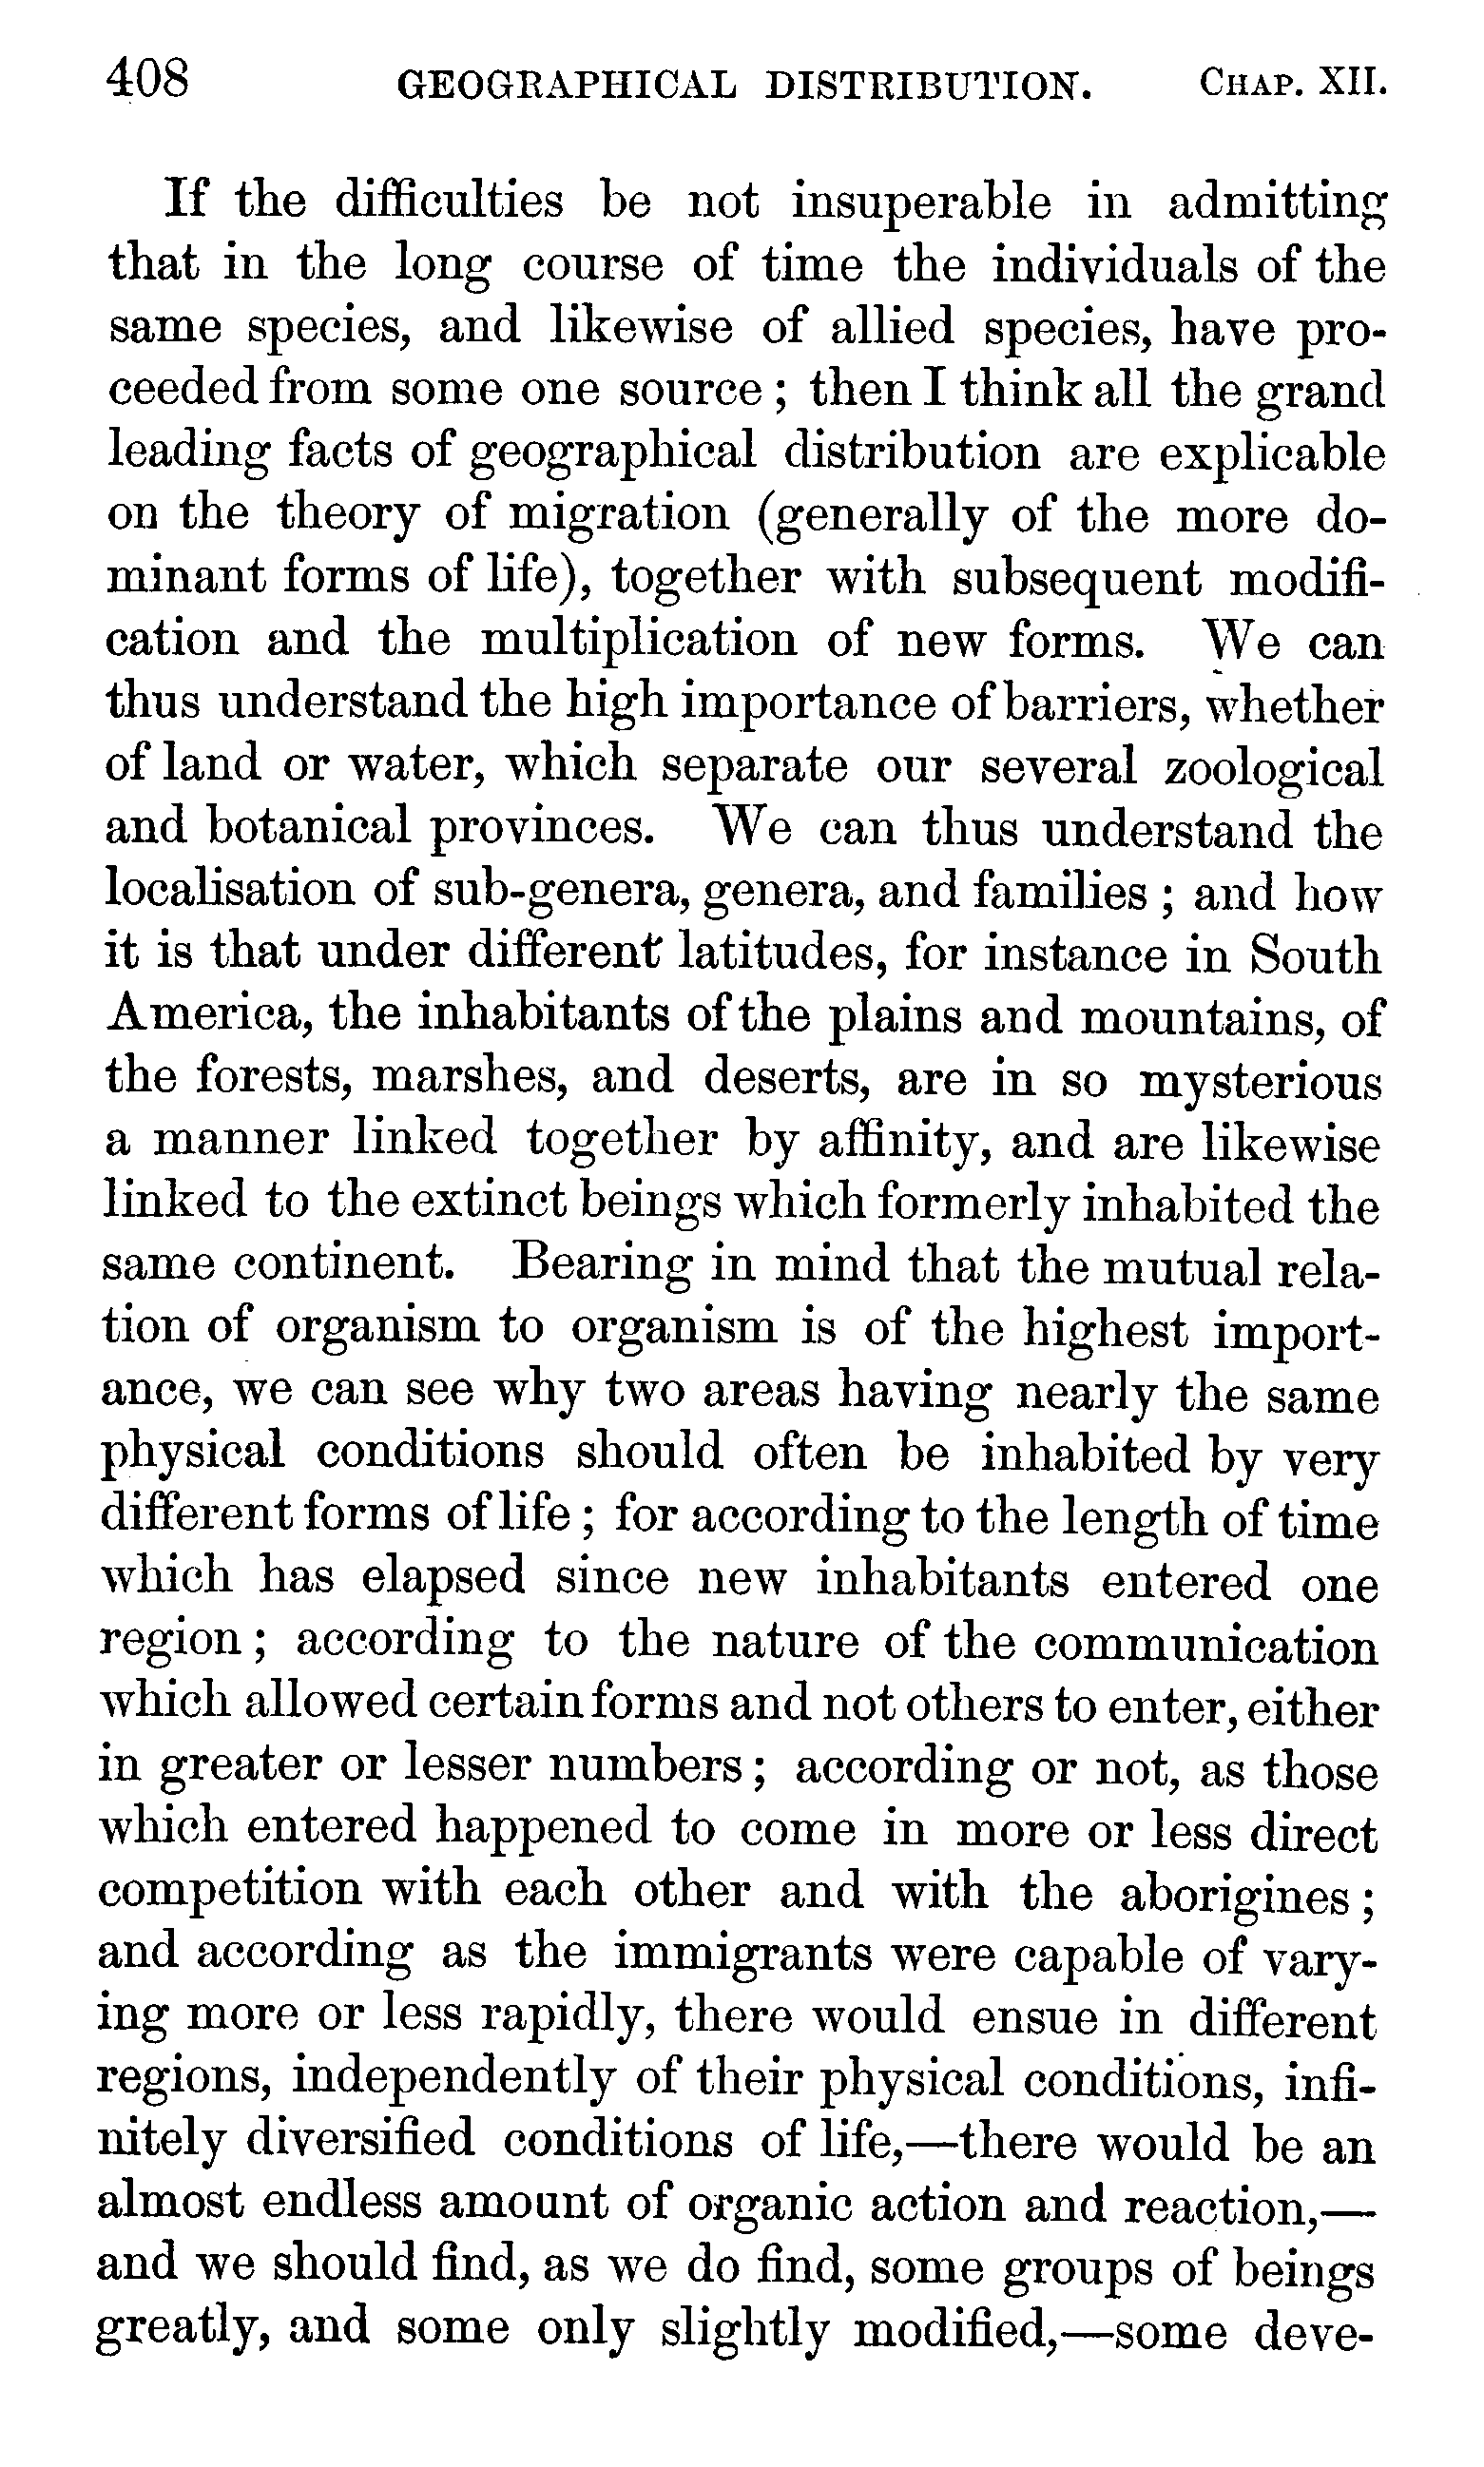 408 GEOGRAPHICAL DISTRIBUTION. CHAP. XII.
If the difficulties be not insuperable in admitting
that in the long course of time the individuals of the
same species, and likewise of allied species, have pro-
ceeded from some one source; then I think all the grand
leading facts of geographical distribution are explicable
on the theory of migration (generally of the more do-
minant forms of life), together with subsequent modifi-
cation and the multiplication of new forms. We can
thus understand the high importance of barriers, whether
of land or water, which separate our several zoological
and botanical provinces. We can thus understand the
localisation of sub-genera, genera, and families; and how
it is that under different latitudes, for instance in South
America, the inhabitants of the plains and mountains, of
the forests, marshes, and deserts, are in so mysterious
a manner linked together by affinity, and are likewise
linked to the extinct beings which formerly inhabited the
same continent. Bearing in mind that the mutual rela-
tion of organism to organism is of the highest import-
ance, we can see why two areas having nearly the same
physical conditions should often be inhabited by very
different forms of life; for according to the length of time
which has elapsed since new inhabitants entered one
region; according to the nature of the communication
which allowed certain forms and not others to enter, either
in greater or lesser numbers; according or not, as those
which entered happened to come in more or less direct
competition with each other and with the aborigines;
and according as the immigrants were capable of vary-
ing more or less rapidly, there would ensue in different
regions, independently of their physical conditions, infi-
nitely diversified conditions of life,—there would be an
almost endless amount of organic action and reaction,—
and we should find, as we do find, some groups of beings
greatly, and some only slightly modified,—some deve-